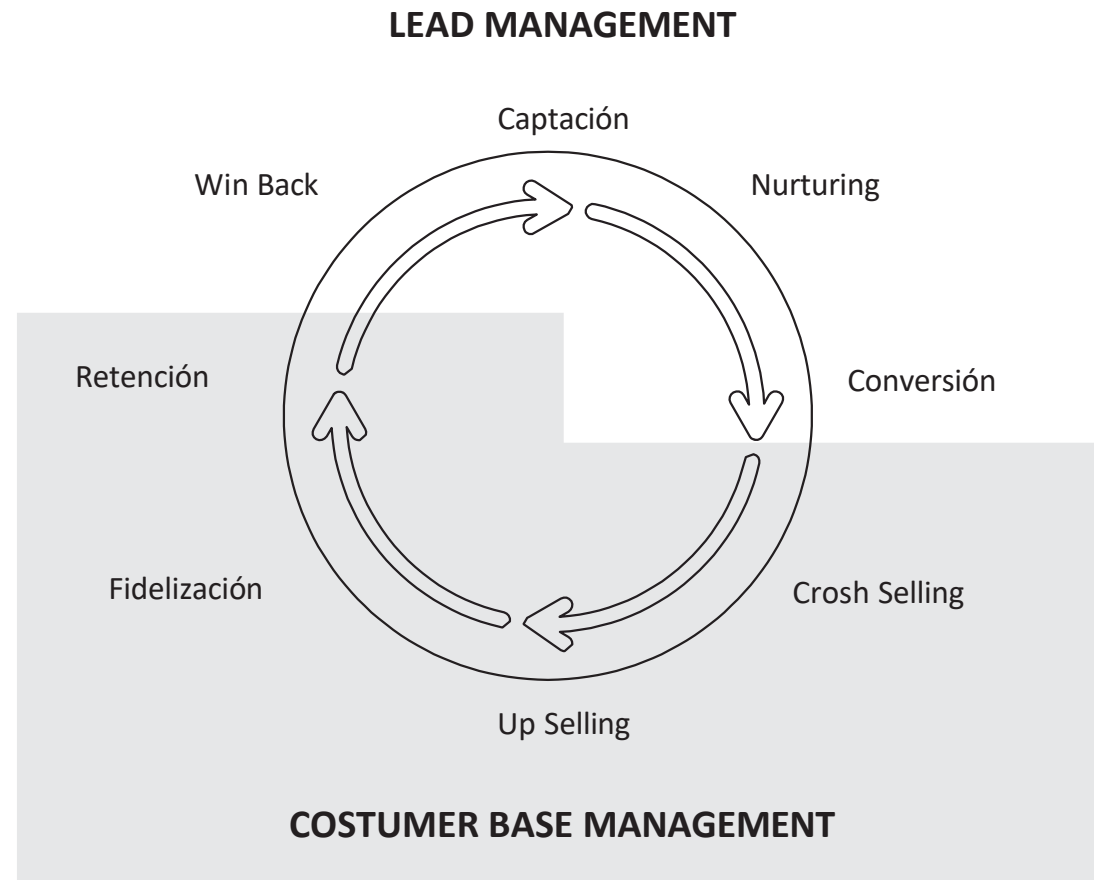 LEAD MANAGEMENT
Captación
Win Back
Nurturing
Retención
Conversión
Fidelización
Crosh Selling
Up Selling
COSTUMER BASE MANAGEMENT